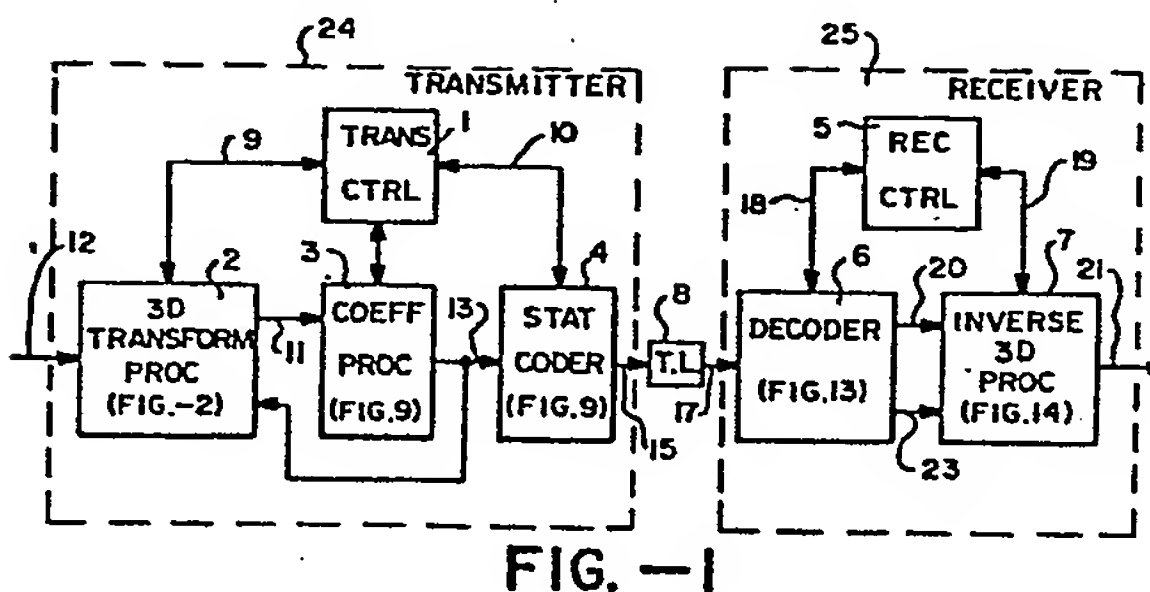 24
TRANSMITTER
1
TRANS
CTRL
9
10
12
2
3D
TRANSFORM
PROC
(FIG.-2)
11
3
COEFF
PROC
(FIG.9)
13
4
STAT
CODER
(FIG.9)
15
8
T.L
17
25
RECEIVER
5
REC
CTRL
18
19
6
DECODER
(FIG.13)
20
23
7
INVERSE
3D PROC
(FIG.14)
21
FIG. -1